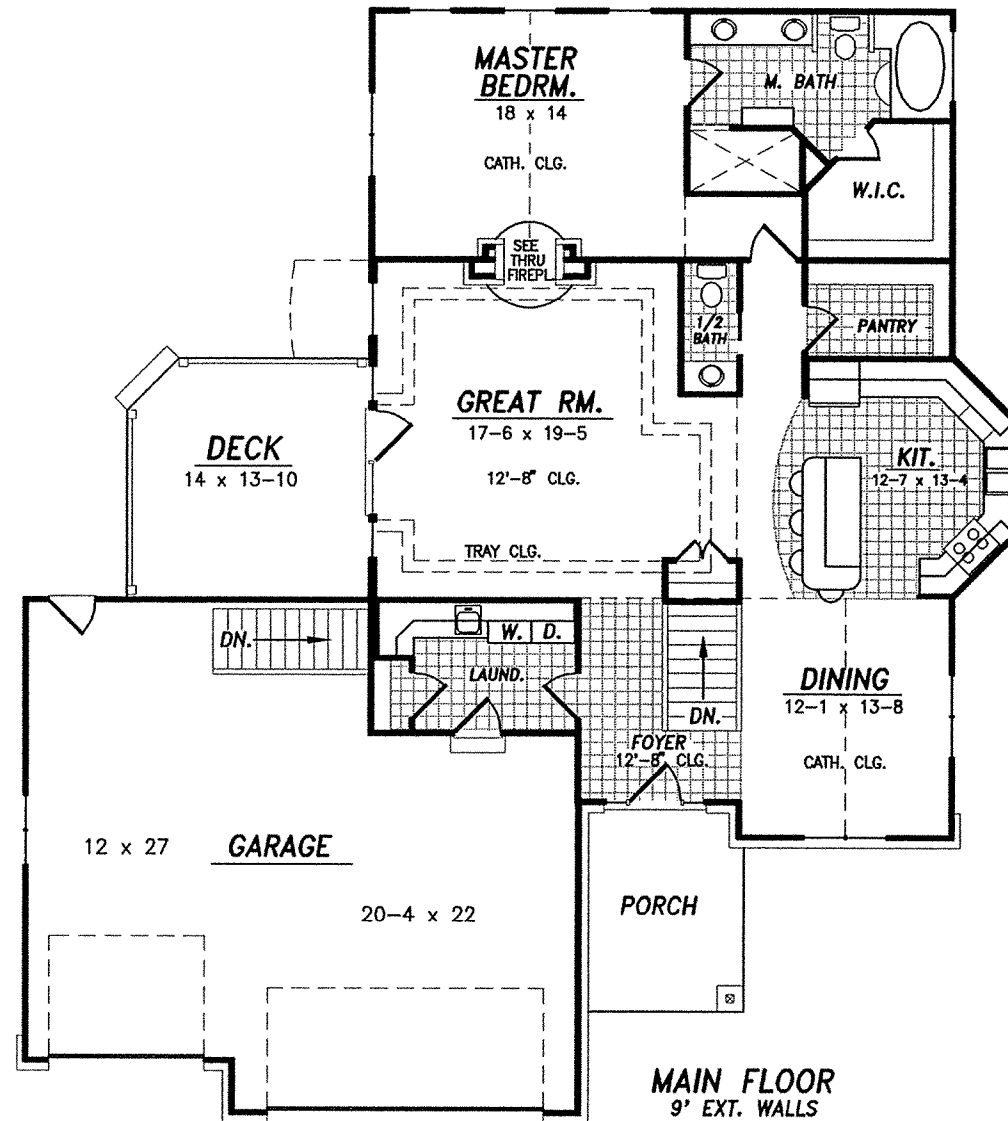 MASTER
BEDRM.
18 x 14
CATH. CLG.
M. BATH
W.I.C.
SEE
THRU
FIREPL.
1/2
BATH
PANTRY
GREAT RM.
17-6 x 19-5
12'-8" CLG.
TRAY CLG.
DECK
14 x 13-10
KIT.
12-7 x 13-4
DN.
W. D.
LAUND.
DN.
FOYER
12'-8" CLG.
DINING
12-1 x 13-8
CATH. CLG.
12 x 27
GARAGE
20-4 x 22
PORCH
MAIN FLOOR
9' EXT. WALLS